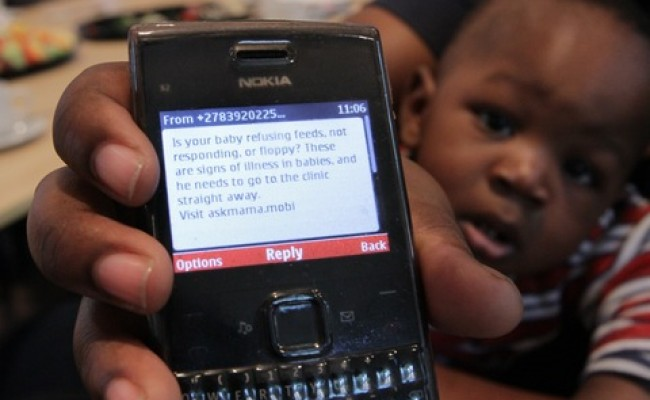 NOKIA
From +2783920225... 11:06
Is your baby refusing feeds, not
responding, or floppy? These
are signs of illness in babies, and
he needs to go to the clinic
straight away.
Visit askmama.mobi
Options Reply Back